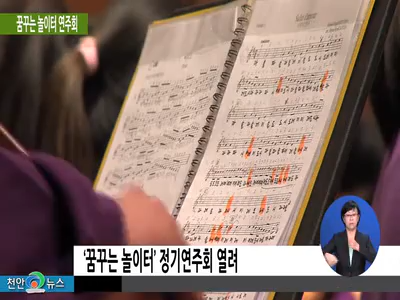 꿈꾸는 놀이터 연주회
'꿈꾸는 놀이터' 정기연주회 열려
천안 뉴스